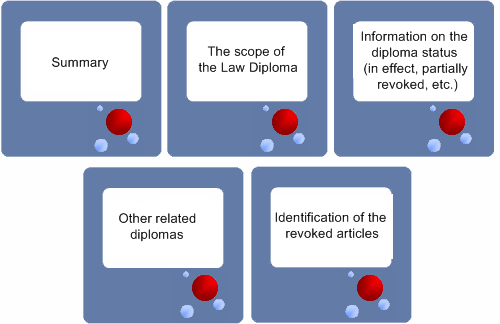 Summary
The scope of
the Law Diploma
Information on the
diploma status
(in effect, partially
revoked, etc.)
Other related
diplomas
Identification of the
revoked articles